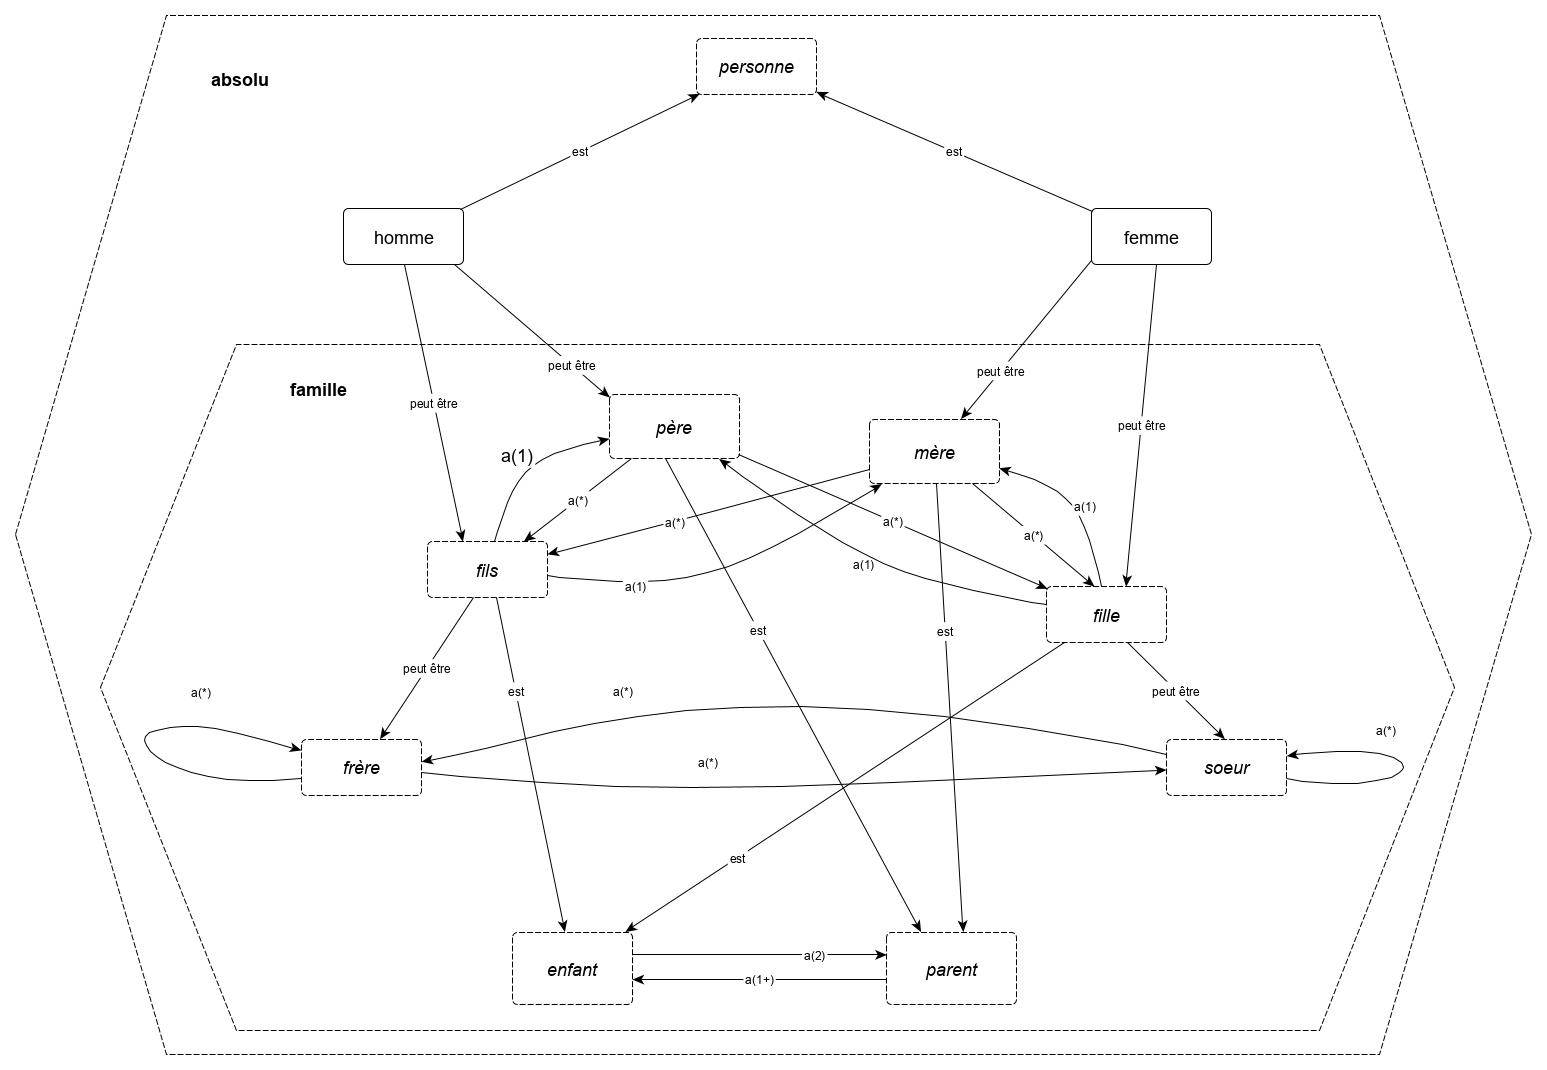 personne
absolu
est
est
homme
femme
peut être
peut être
famille
peut être
peut être
père
mère
a(1)
a(*)
a(1)
a(*)
a(*)
a(*)
a(1)
fils
a(1)
fille
est
est
peut être
est
a(*)
a(*)
peut être
a(*)
a(*)
frère
soeur
est
a(2)
enfant
parent
a(1+)